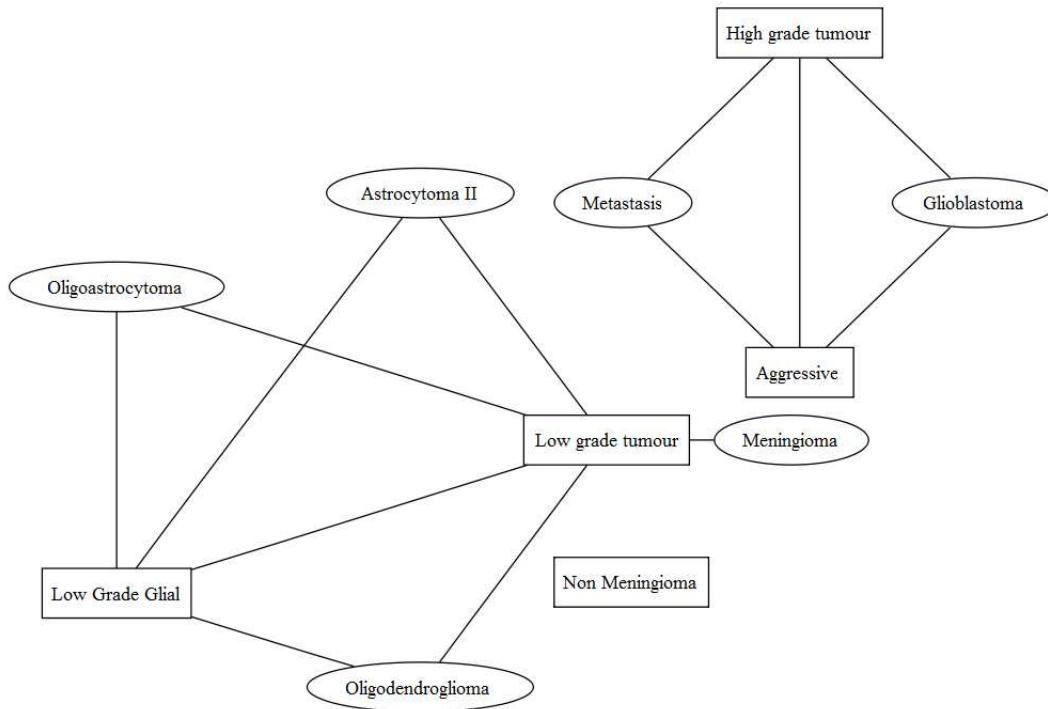 High grade tumour
Astrocytoma II
Metastasis
Glioblastoma
Oligoastrocytoma
Aggressive
Low grade tumour
Meningioma
Low Grade Glial
Non Meningioma
Oligodendroglioma